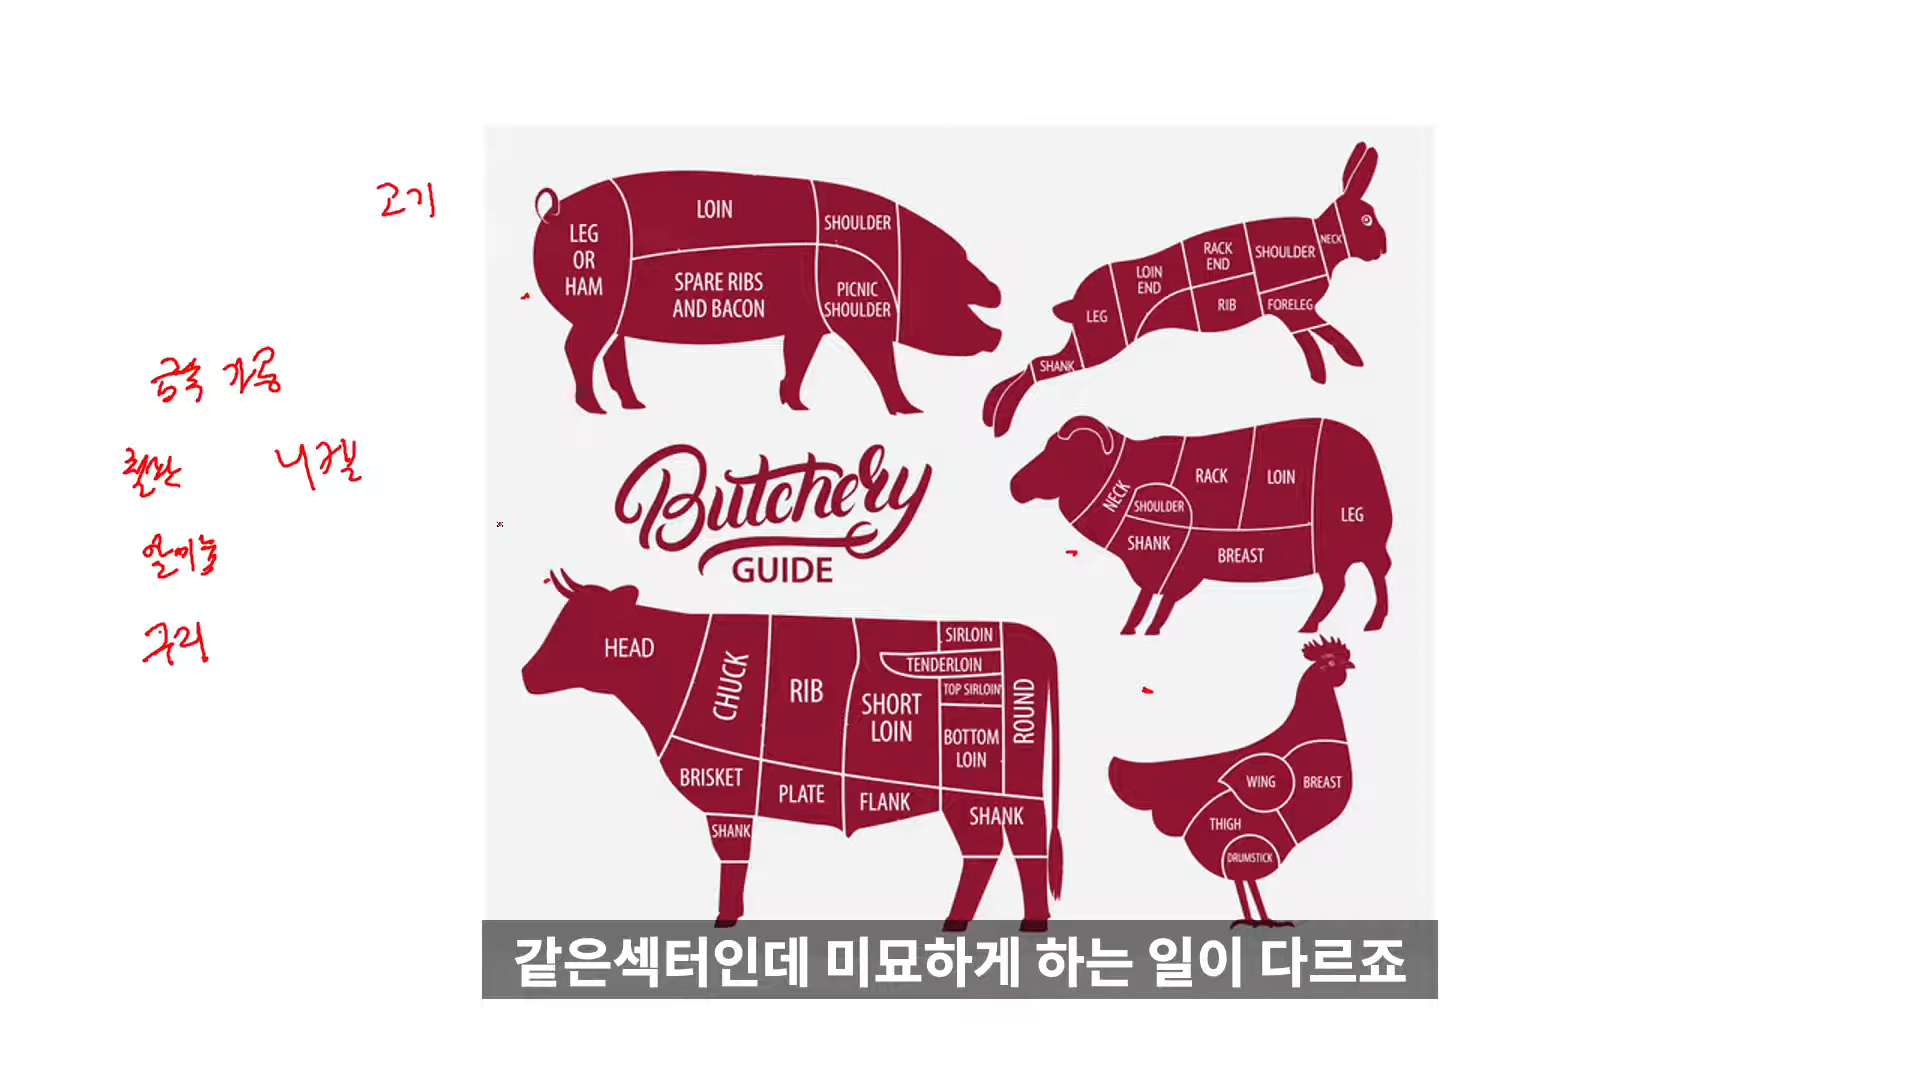 고기
금속 가공
철판 니켈
알미늄
구리
LEG
OR
HAM
LOIN
SHOULDER
SPARE RIBS
AND BACON
PICNIC
SHOULDER
LEG
LOIN
END
RACK
END
SHOULDER
NECK
RIB
FORELEG
SHANK
Butchery
GUIDE
NECK
SHOULDER
RACK
LOIN
LEG
SHANK
BREAST
HEAD
CHUCK
RIB
SHORT
LOIN
SIRLOIN
TENDERLOIN
TOP SIRLOIN
BOTTOM
LOIN
ROUND
BRISKET
PLATE
FLANK
SHANK
SHANK
WING
BREAST
THIGH
DRUMSTICK
같은섹터인데 미묘하게 하는 일이 다르죠